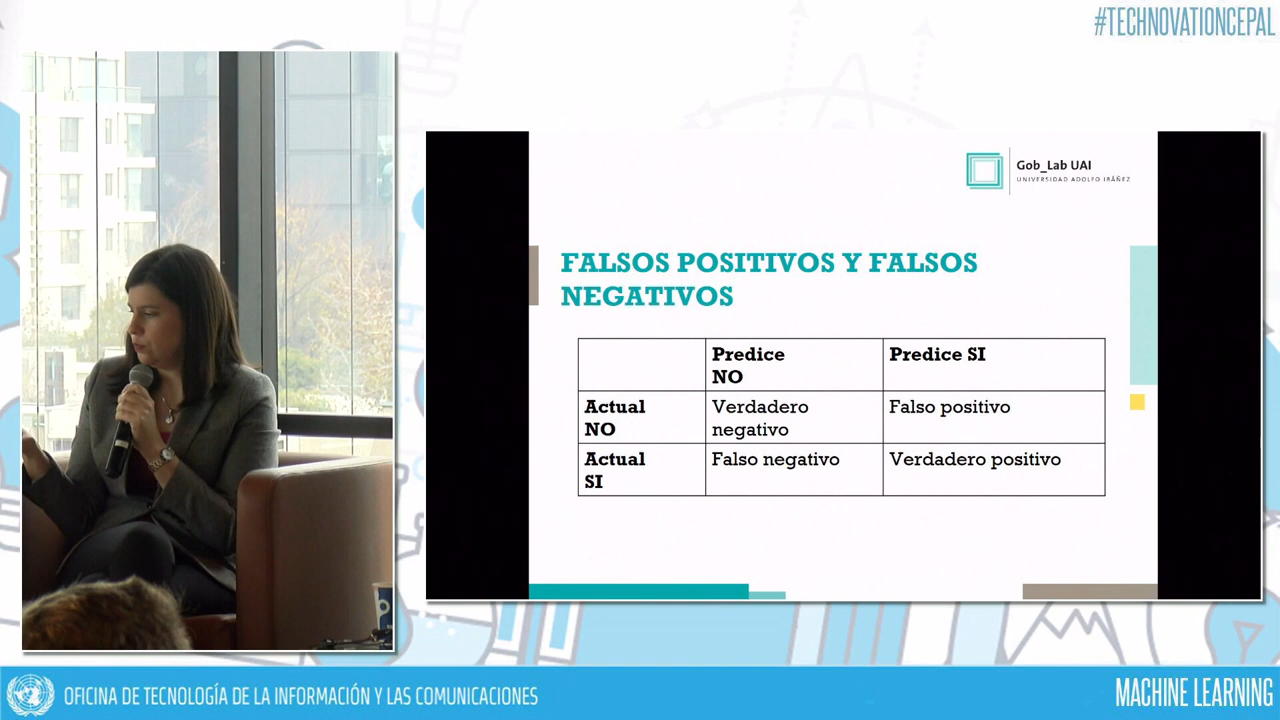 #TECHNOVATIONCEPAL
Gob_Lab UAI
UNIVERSIDAD ADOLFO IBÁÑEZ
FALSOS POSITIVOS Y FALSOS
NEGATIVOS
Predice
NO
Predice SI
Actual
NO
Verdadero
negativo
Falso positivo
Actual
SI
Falso negativo
Verdadero positivo
OFICINA DE TECNOLOGÍA DE LA INFORMACIÓN Y LAS COMUNICACIONES
MACHINE LEARNING